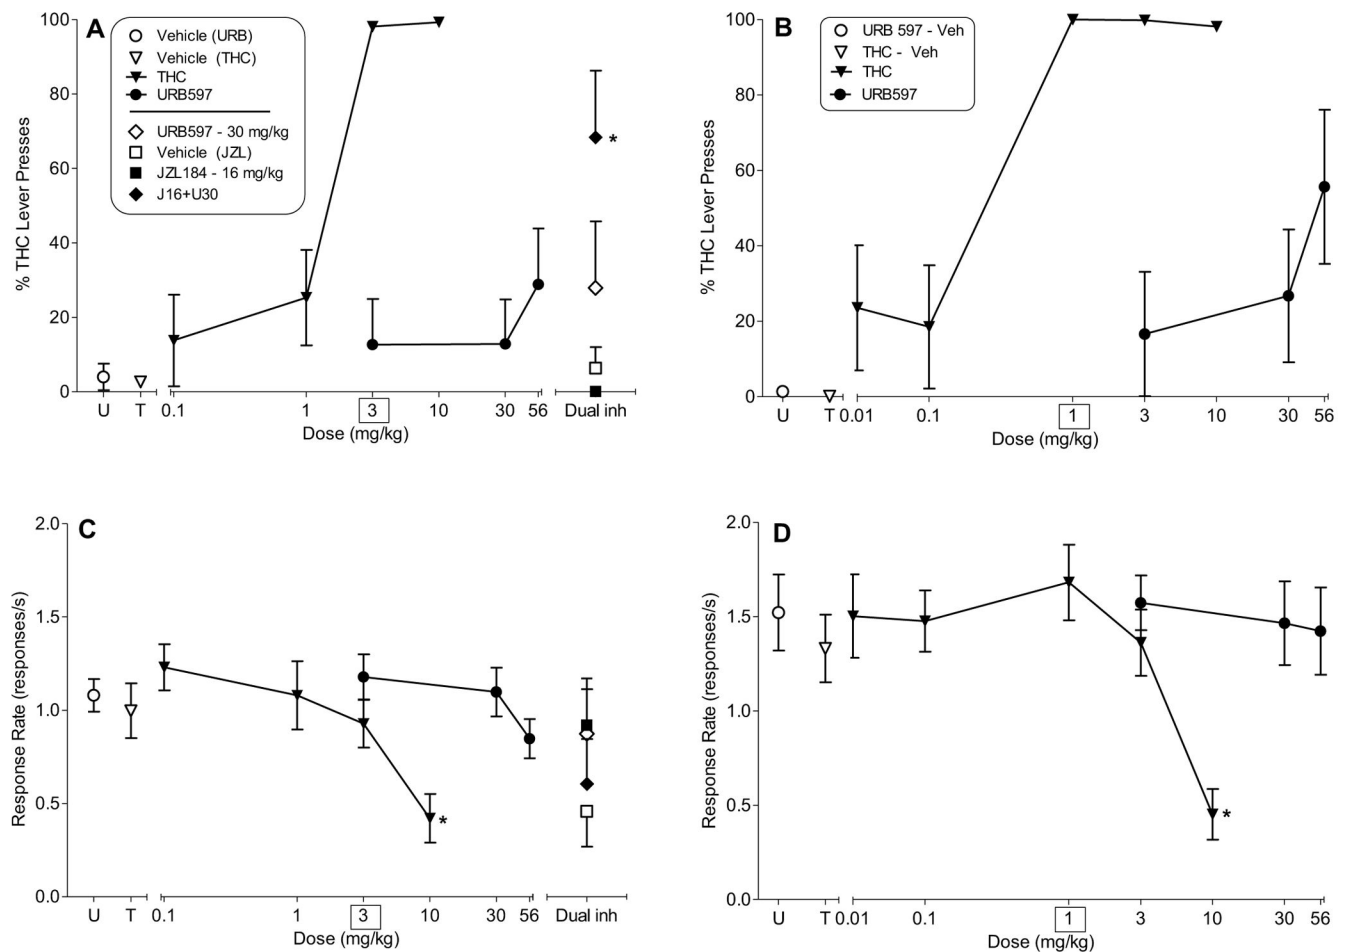 A
Vehicle (URB)
Vehicle (THC)
THC
URB597
URB597 - 30 mg/kg
Vehicle (JZL)
JZL184 - 16 mg/kg
J16+U30
*
% THC Lever Presses
100
80
60
40
20
0
U T 0.1 1 3 10 30 56 Dual inh
Dose (mg/kg)
B
URB 597 - Veh
THC - Veh
THC
URB597
% THC Lever Presses
100
80
60
40
20
0
U T 0.01 0.1 1 3 10 30 56
Dose (mg/kg)
C
Response Rate (responses/s)
2.0
1.5
1.0
0.5
0.0
*
U T 0.1 1 3 10 30 56 Dual inh
Dose (mg/kg)
D
Response Rate (responses/s)
2.0
1.5
1.0
0.5
0.0
*
U T 0.01 0.1 1 3 10 30 56
Dose (mg/kg)